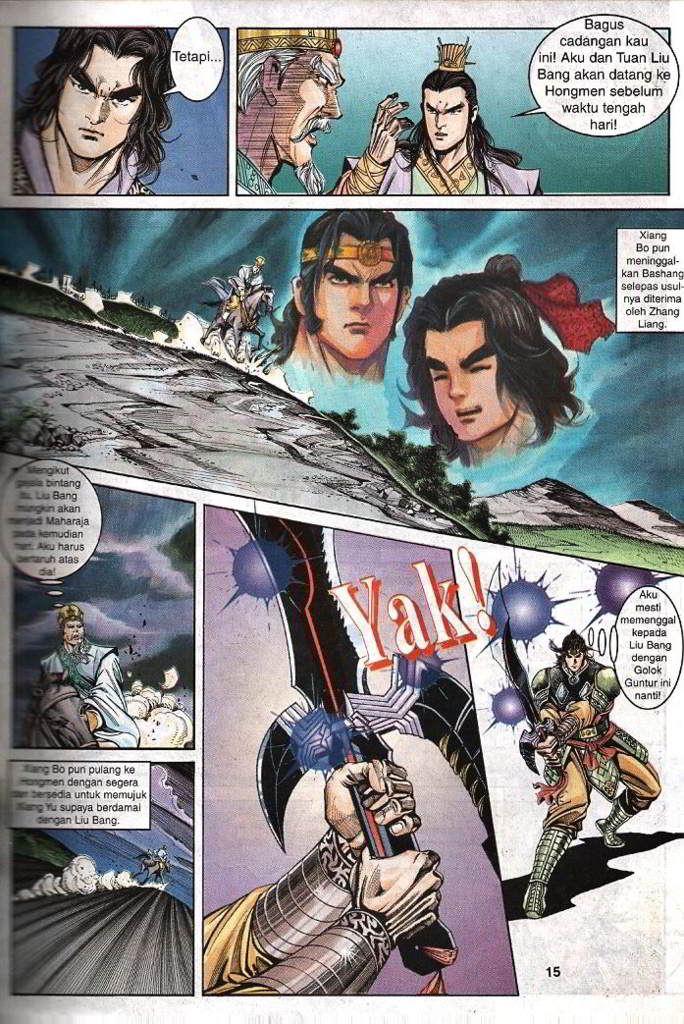 Tetapi...
Bagus
cadangan kau
ini! Aku dan Tuan Liu
Bang akan datang ke
Hongmen sebelum
waktu tengah
hari!
Xiang
Bo pun
meninggal-
kan Bashang
selepas usul-
nya diterima
oleh Zhang
Liang.
Mengikut
gejala bintang
itu, Liu Bang
mungkin akan
menjadi Maharaja
pada kemudian
hari. Aku harus
bertaruh atas
dia!
Xiang Bo pun pulang ke
Hongmen dengan segera
bersedia untuk memujuk
Xiang Yu supaya berdamai
dengan Liu Bang.
Yak!
Aku
mesti
memenggal
kepada
Liu Bang
dengan
Golok
Guntur ini
nanti!
15